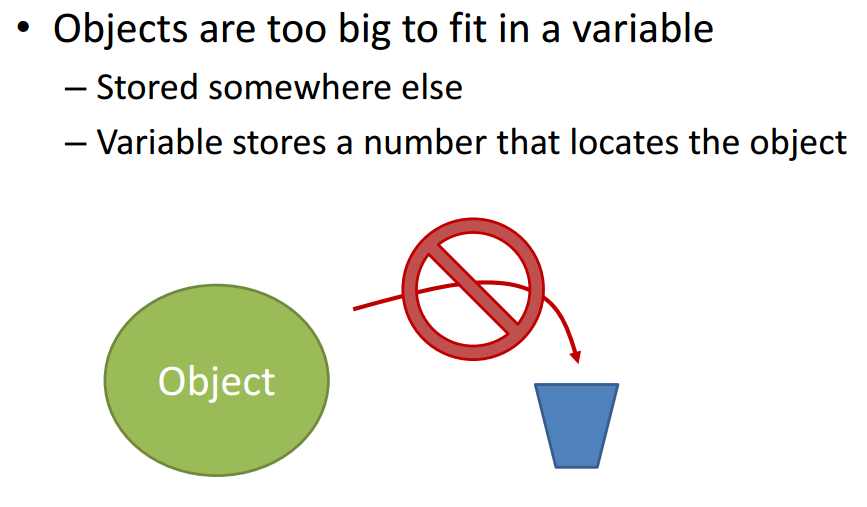 • Objects are too big to fit in a variable
– Stored somewhere else
– Variable stores a number that locates the object
Object